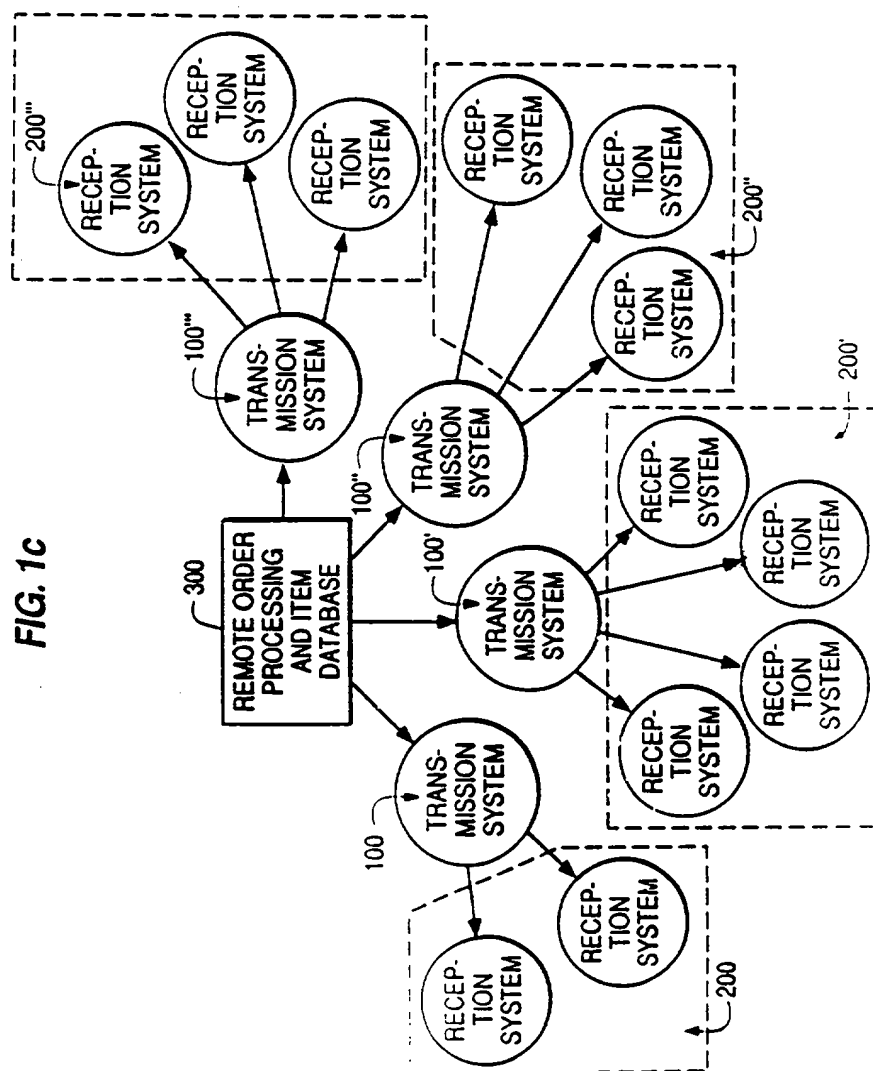 FIG. 1c
300
REMOTE ORDER
PROCESSING
AND ITEM
DATABASE
100
TRANS-
MISSION
SYSTEM
100'
TRANS-
MISSION
SYSTEM
100"
TRANS-
MISSION
SYSTEM
100'''
TRANS-
MISSION
SYSTEM
RECEP-
TION
SYSTEM
RECEP-
TION
SYSTEM
200
RECEP-
TION
SYSTEM
RECEP-
TION
SYSTEM
RECEP-
TION
SYSTEM
RECEP-
TION
SYSTEM
200'
RECEP-
TION
SYSTEM
RECEP-
TION
SYSTEM
RECEP-
TION
SYSTEM
200"
200'''
RECEP-
TION
SYSTEM
RECEP-
TION
SYSTEM
RECEP-
TION
SYSTEM